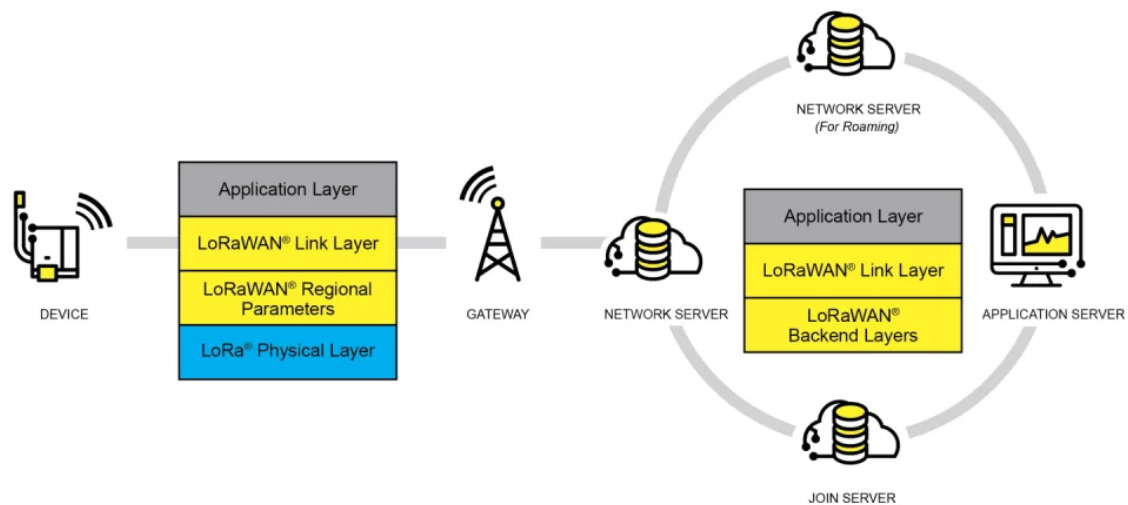 NETWORK SERVER
(For Roaming)
Application Layer
LoRaWAN® Link Layer
LoRaWAN® Regional
Parameters
LoRa® Physical Layer
Application Layer
LoRaWAN® Link Layer
LoRaWAN®
Backend Layers
DEVICE
GATEWAY
NETWORK SERVER
APPLICATION SERVER
JOIN SERVER